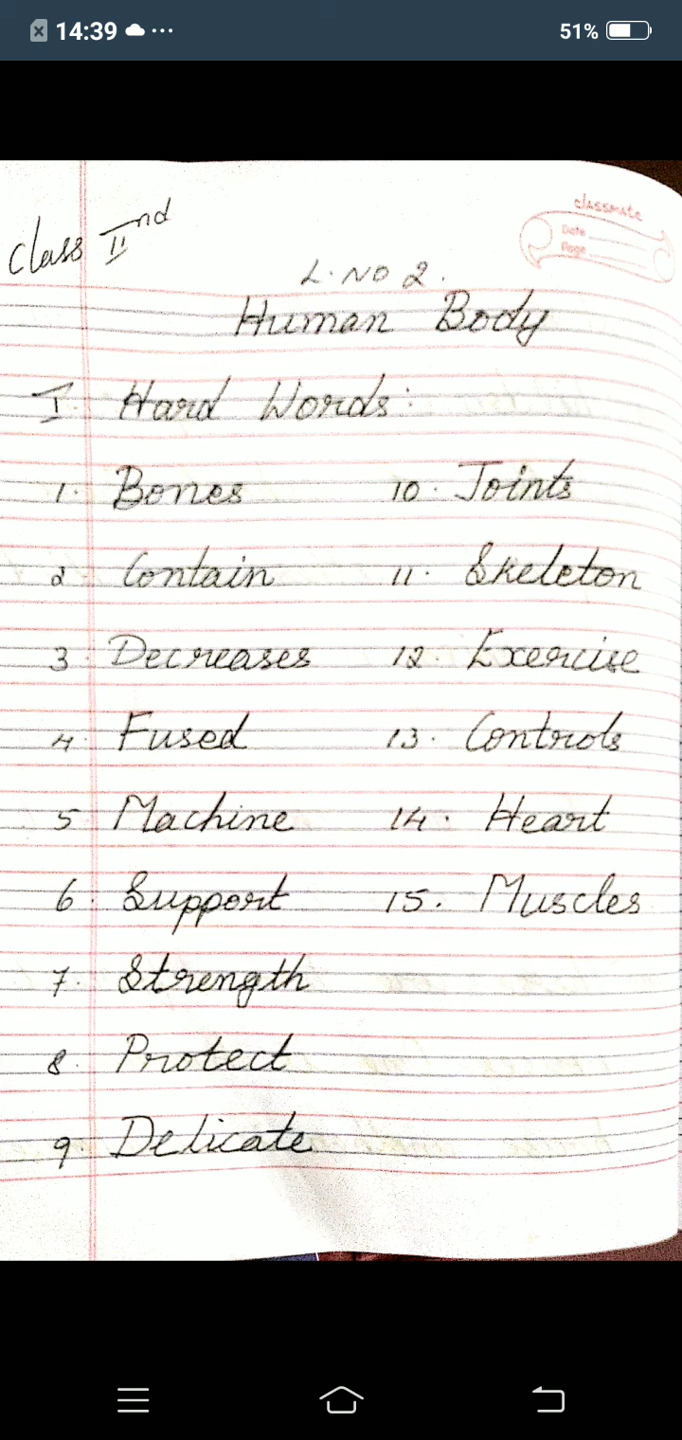 14:39 51%
classmate
Date
Page
Class IInd
L. No 2.
Human Body
I. Hard Words:
1. Bones 10. Joints
2 Contain 11. Skeleton
3. Decreases 12. Exercise
4. Fused 13. Controls
5 Machine 14. Heart
6. Support 15. Muscles
7. Strength
8. Protect
9. Delicate